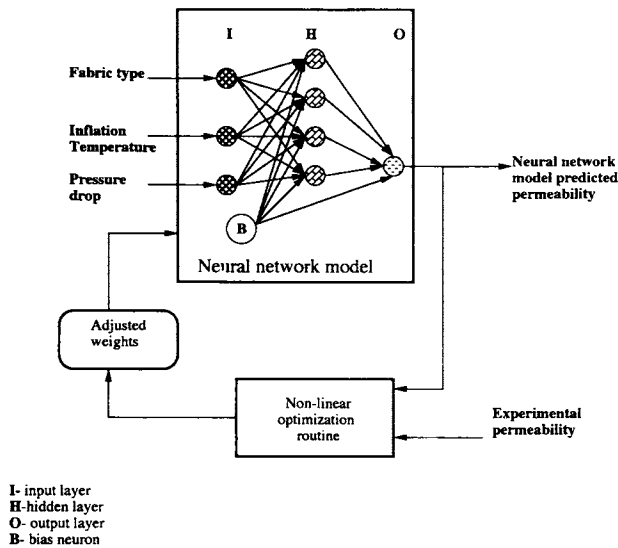 I H O
Fabric type
Inflation
Temperature
Pressure
drop
B
Neural network model
Neural network
model predicted
permeability
Adjusted
weights
Non-linear
optimization
routine
Experimental
permeability
I- input layer
H-hidden layer
O- output layer
B- bias neuron